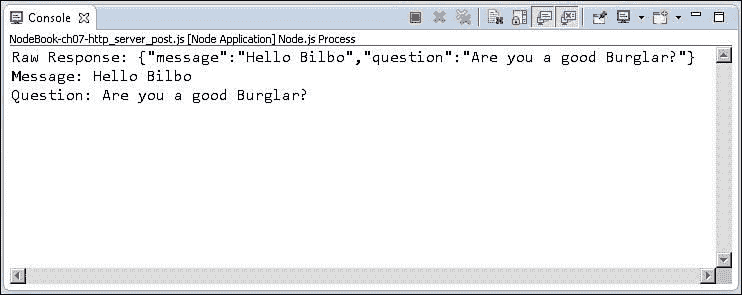 Console
NodeBook-ch07-http_server_post.js [Node Application] Node.js Process
Raw Response: {"message":"Hello Bilbo","question":"Are you a good Burglar?"}
Message: Hello Bilbo
Question: Are you a good Burglar?